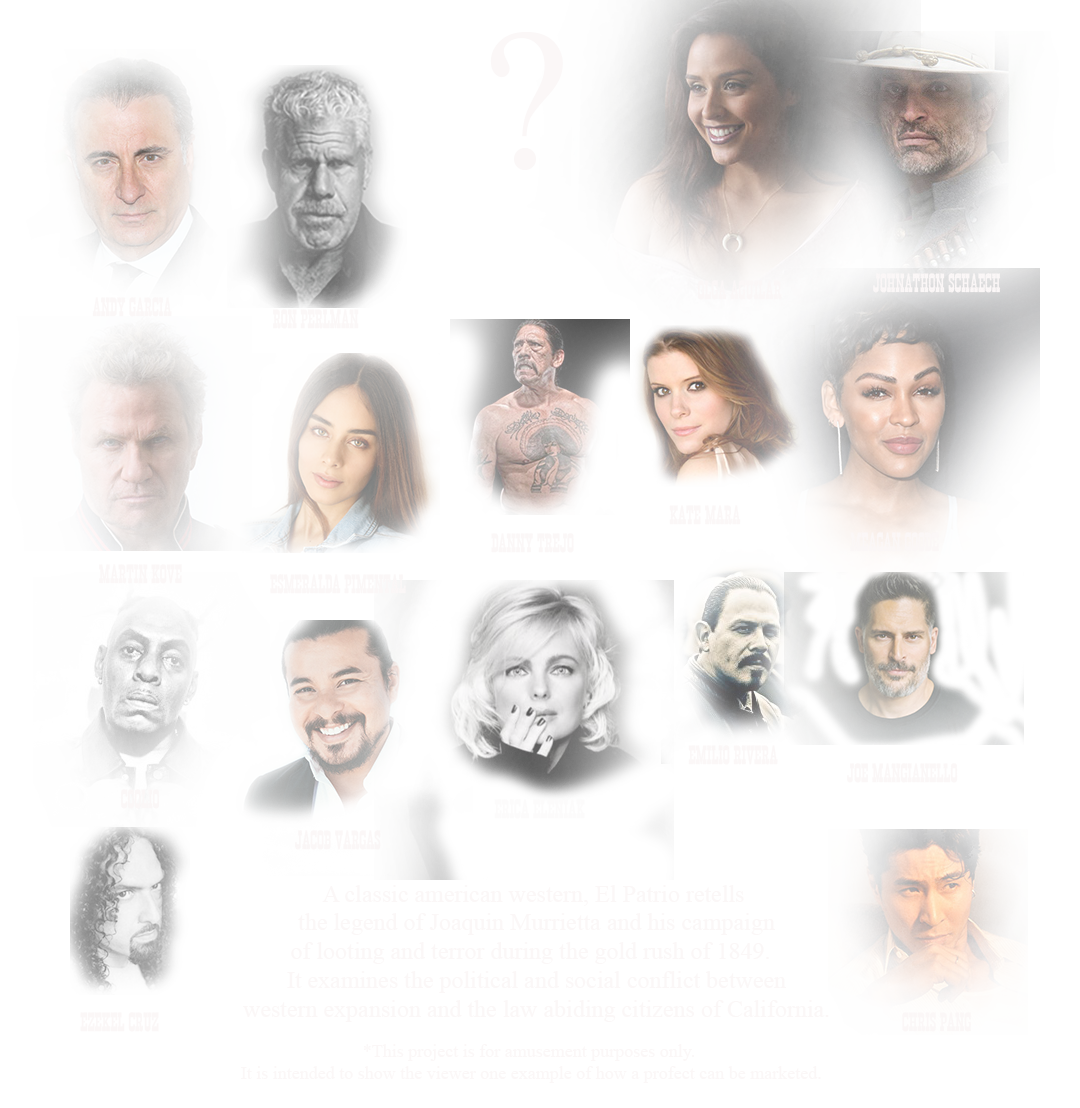 ?
JOHNATHON SCHAECH
ANDY GARCIA
RON PERLMAN
KATE MARA
DANNY TREJO
MARTIN KOVE
ESMERALDA PIMENTEL
EMILIO RIVERA
JOE MANGIANELLO
COOLIO
ERIKA ELENIAK
JACOB VARGAS
A classic american western, El Patrio retells
the legend of Joaquin Murrietta and his campaign
of looting and terror during the gold rush of 1849.
It examines the political and social conflict between
western expansion and the law abiding citizens of California.
EZEKIEL CRUZ
CHRIS PANG
*This project is for amusement purposes only.
It is intended to show the viewer one example of how a profect can be marketed.